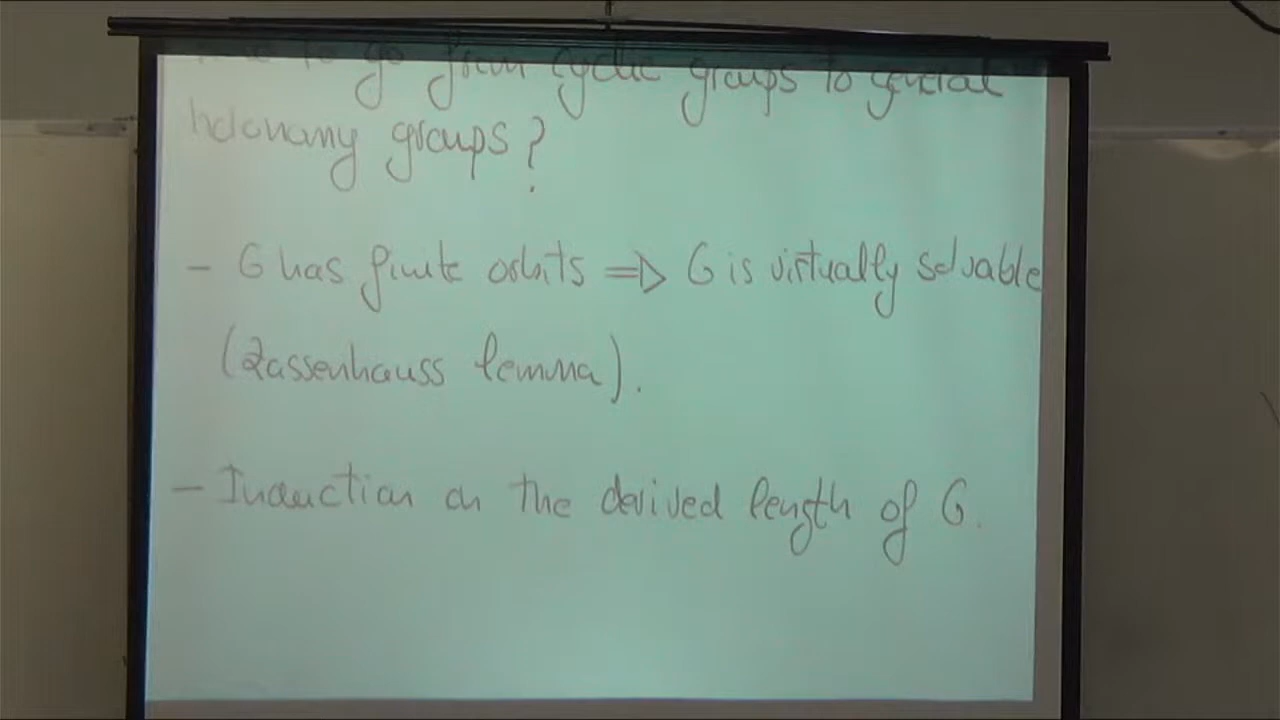 to go from cyclic groups to general
holonomy groups?
- G has finite orbits ⇒ G is virtually solvable
(Zassenhauss lemma).
- Induction on the derived length of G.